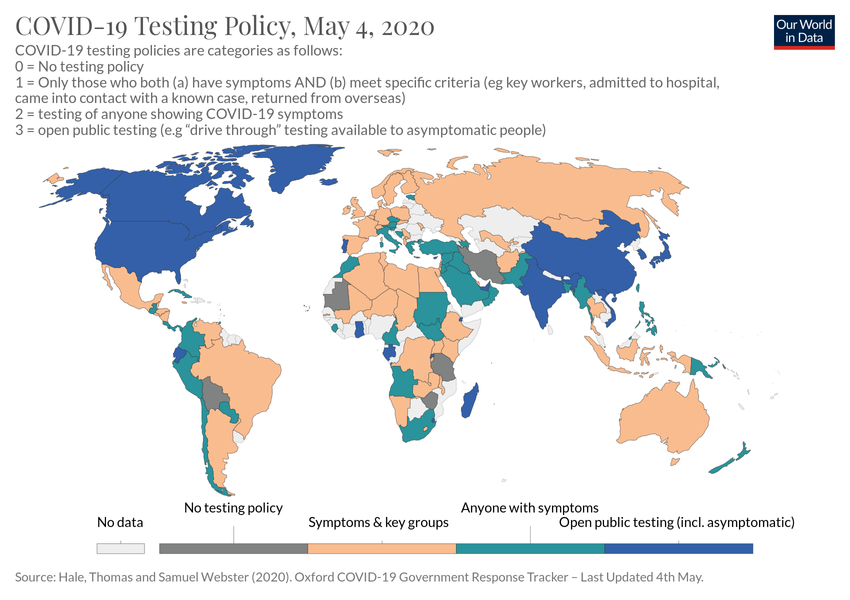 COVID-19 Testing Policy, May 4, 2020
Our World
in Data
COVID-19 testing policies are categories as follows:
0 = No testing policy
1 = Only those who both (a) have symptoms AND (b) meet specific criteria (eg key workers, admitted to hospital,
came into contact with a known case, returned from overseas)
2 = testing of anyone showing COVID-19 symptoms
3 = open public testing (e.g "drive through" testing available to asymptomatic people)
No testing policy
Anyone with symptoms
No data
Symptoms & key groups
Open public testing (incl. asymptomatic)
Source: Hale, Thomas and Samuel Webster (2020). Oxford COVID-19 Government Response Tracker – Last Updated 4th May.